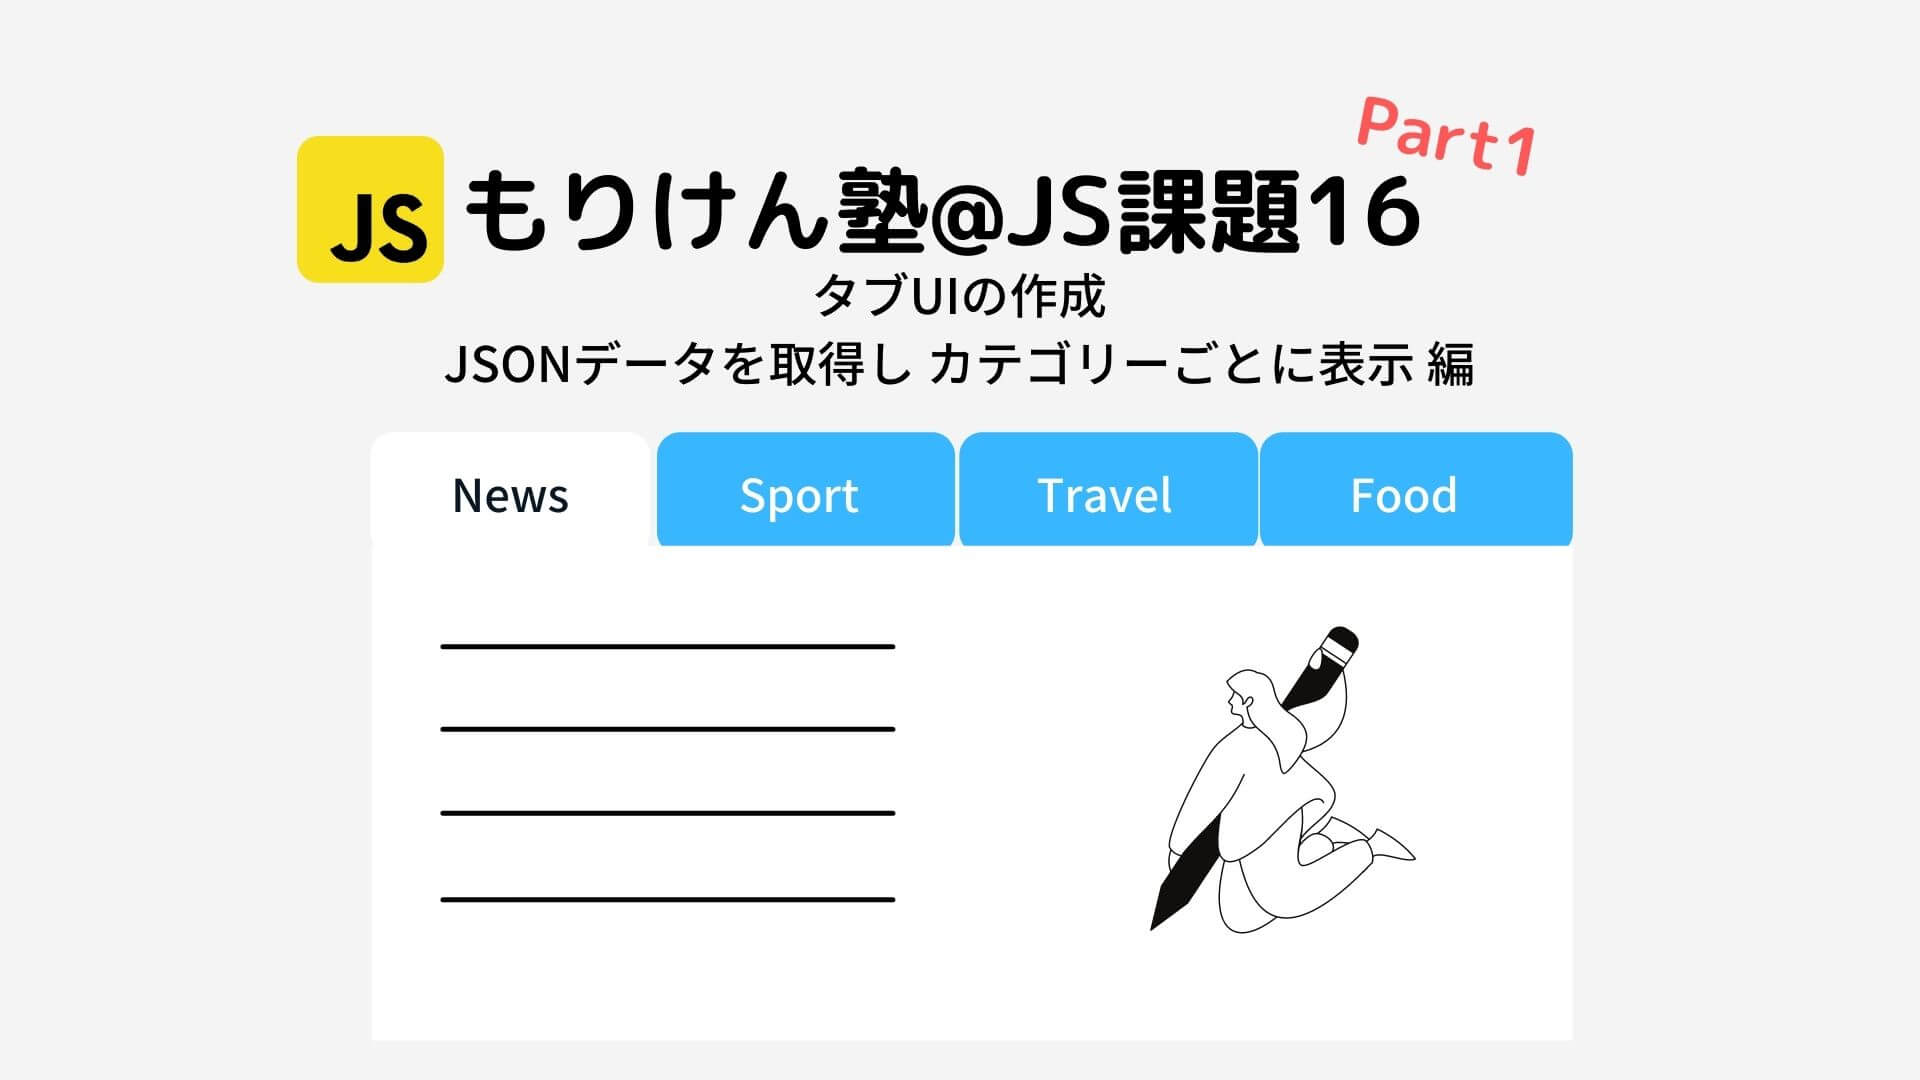 Part1
JS
もりけん塾@JS課題16
タブUIの作成
JSONデータを取得し カテゴリーごとに表示 編
News
Sport
Travel
Food